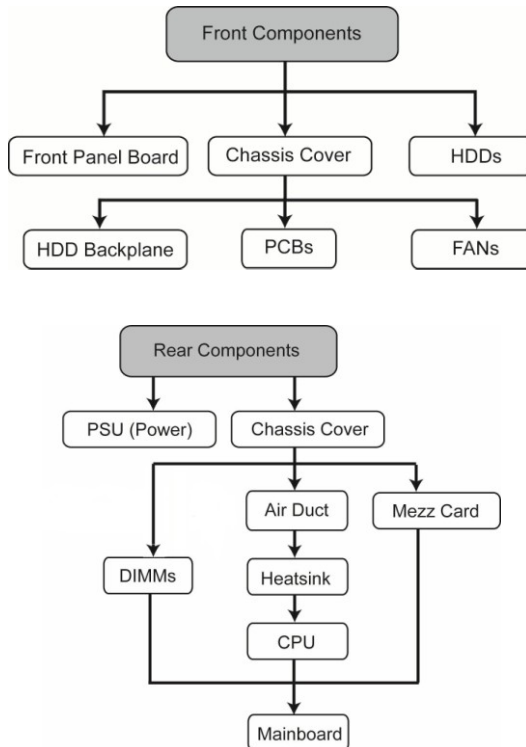 Front Components
Front Panel Board
Chassis Cover
HDDs
HDD Backplane
PCBs
FANs
Rear Components
PSU (Power)
Chassis Cover
Air Duct
Mezz Card
DIMMs
Heatsink
CPU
Mainboard